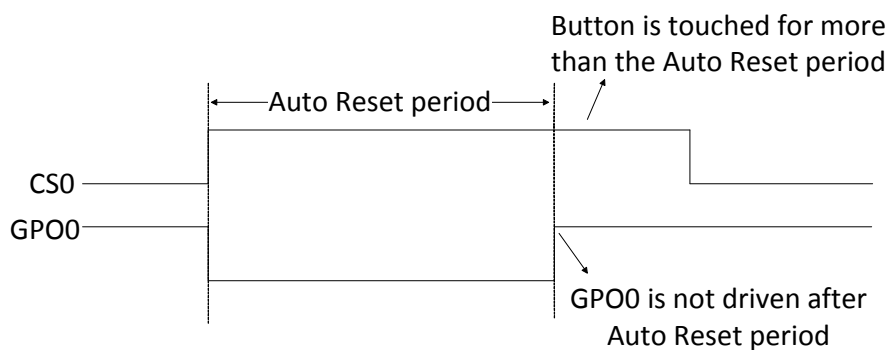 Button is touched for more
than the Auto Reset period
Auto Reset period
CS0
GPO0
GPO0 is not driven after
Auto Reset period